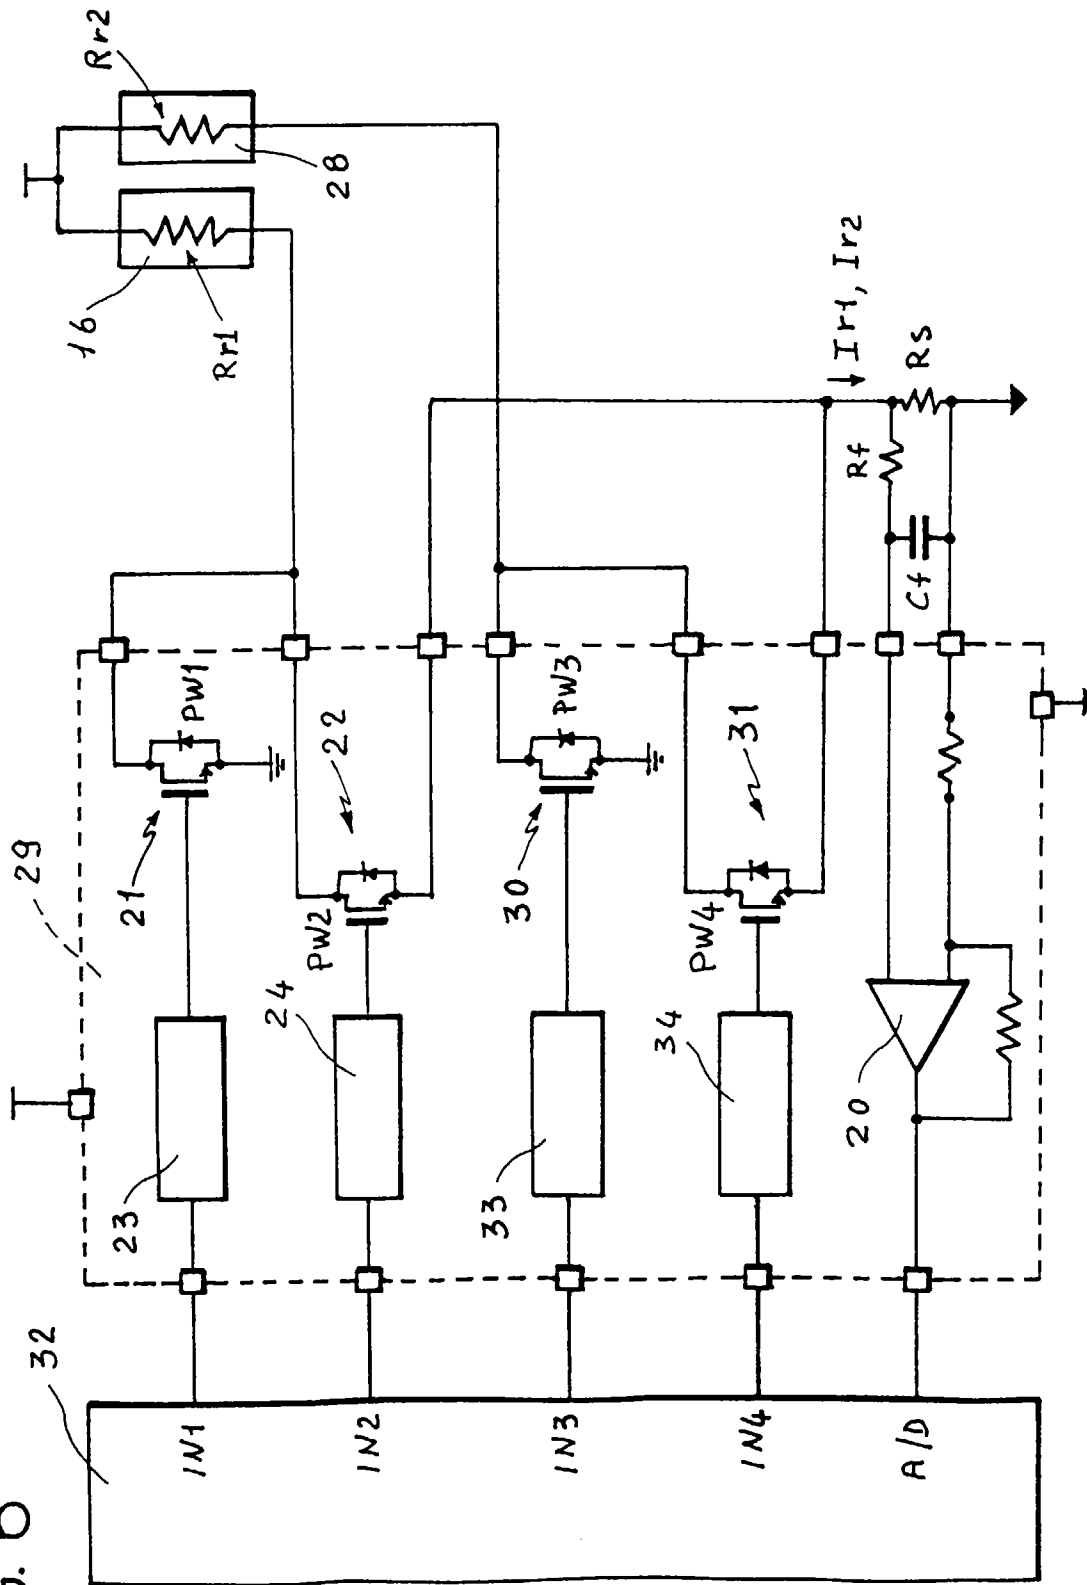 32
IN1
IN2
IN3
IN4
A/D
29
23
24
33
34
20
21
PW1
22
PW2
30
PW3
31
PW4
16
Rr1
Rr2
28
Ir1, Ir2
Rs
Rf
Cf